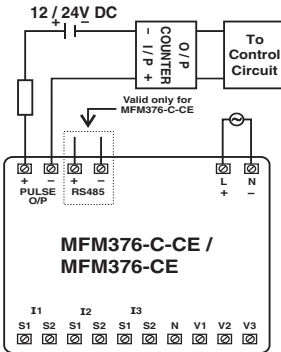 12 / 24V DC
+ −
− I / P +
COUNTER
O / P
To
Control
Circuit
Valid only for
MFM376-C-CE
+ − + −
PULSE
O/P
RS485
L N
+ −
MFM376-C-CE /
MFM376-CE
I1 I2 I3
S1 S2 S1 S2 S1 S2 N V1 V2 V3